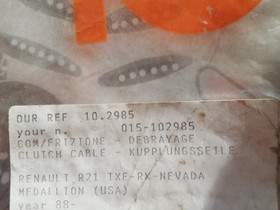 OUR REF 10.2985
your n. 015-102985
COM/FRIZIONE - DEBRAYAGE
CLUTCH CABLE - KUPPLUNGSSEILE
RENAULT R21 TXE-RX-NEVADA
MEDALLION (USA)
year 88-